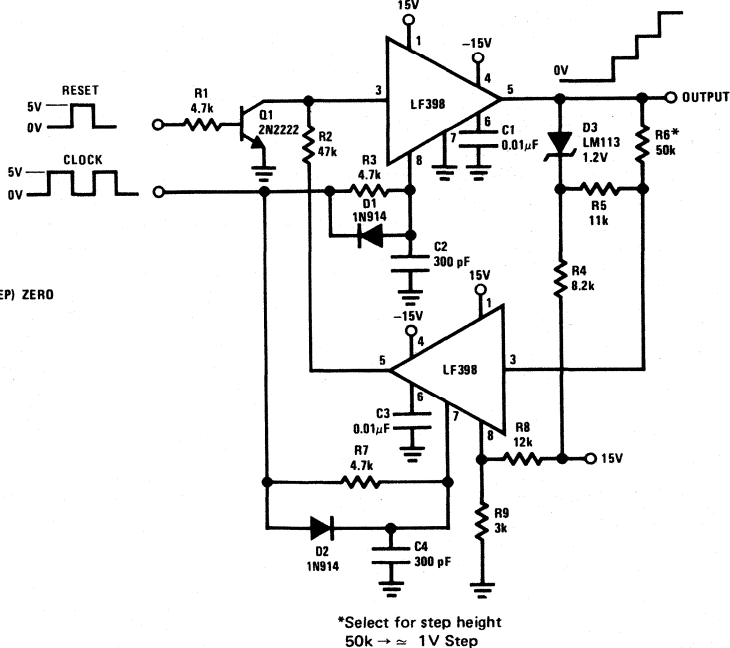 15V
1
-15V
4
0V
RESET
5V
0V
R1
4.7k
Q1
2N2222
3
LF398
5
OUTPUT
6
7
C1
0.01μF
D3
LM113
1.2V
R6*
50k
R2
47k
CLOCK
5V
0V
R3
4.7k
8
D1
1N914
R5
11k
C2
300 pF
R4
8.2k
EP) ZERO
15V
1
-15V
4
5
LF398
3
6
7
C3
0.01μF
8
R8
12k
15V
R7
4.7k
R9
3k
D2
1N914
C4
300 pF
*Select for step height
50k → ≃ 1V Step